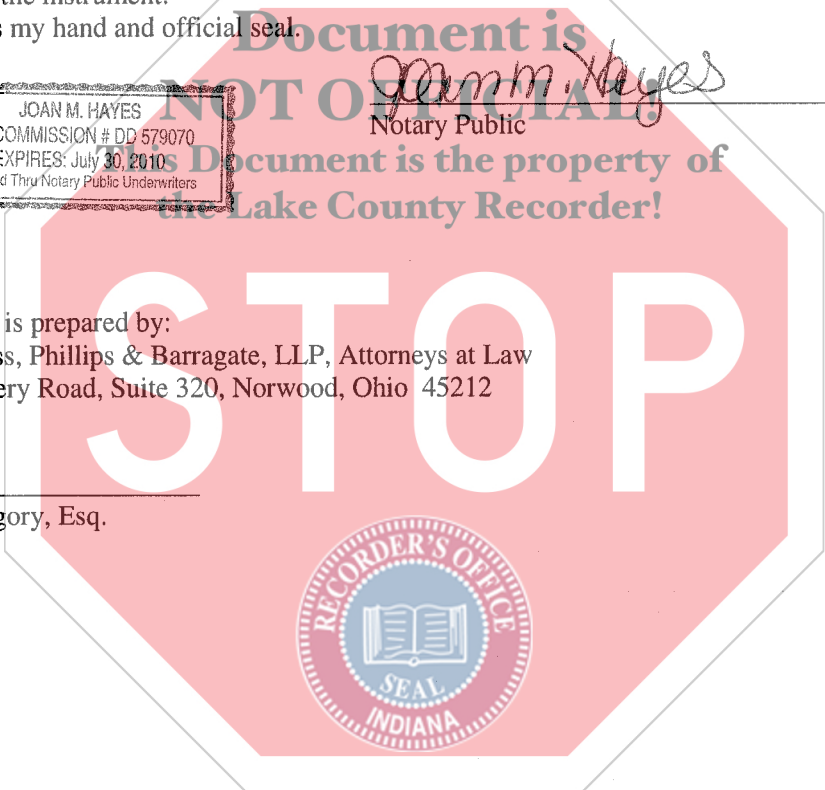 the instrument.
s my hand and official seal.
Document is
NOT OFFICIAL!
This Document is the property of
the Lake County Recorder!
JOAN M. HAYES
COMMISSION # DD 579070
EXPIRES: July 30, 2010
d Thru Notary Public Underwriters
Joan M. Hayes
Notary Public
is prepared by:
ss, Phillips & Barragate, LLP, Attorneys at Law
ery Road, Suite 320, Norwood, Ohio 45212
STOP
gory, Esq.
RECORDER'S OFFICE
SEAL
INDIANA